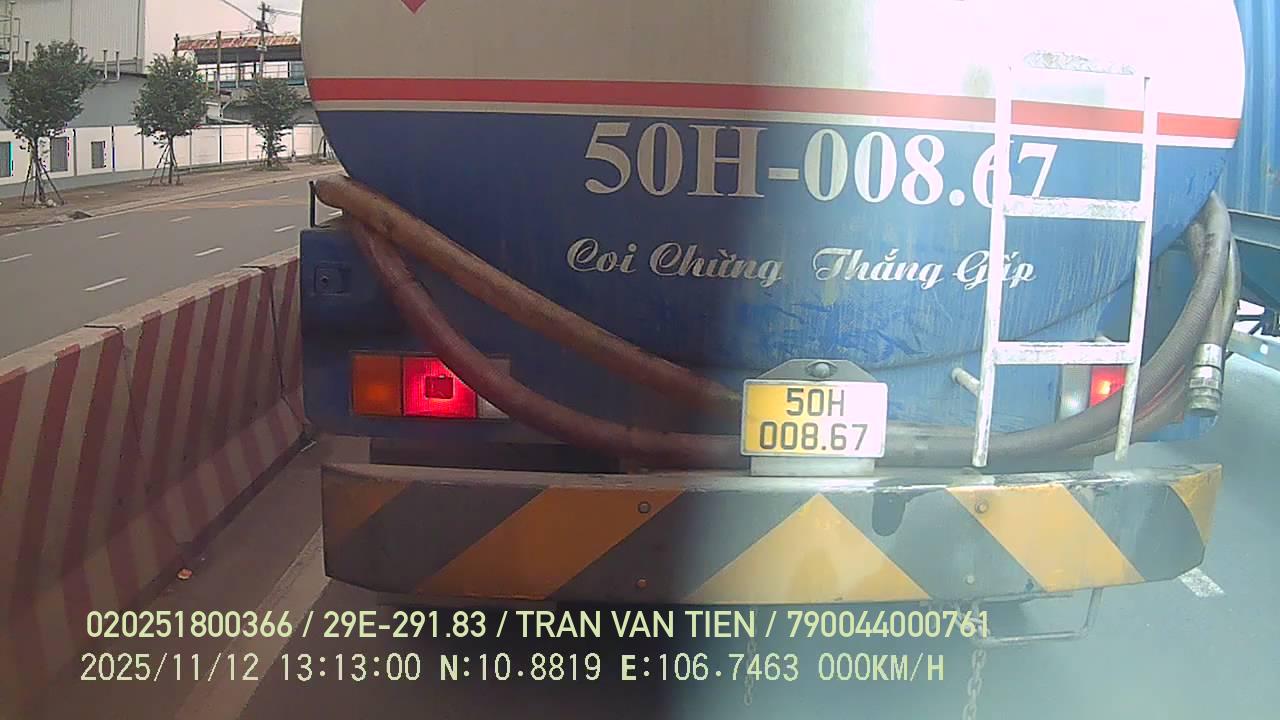 50H-008.67
Coi Chừng Thắng Gấp
50H
008.67
020251800366 / 29E-291.83 / TRAN VAN TIEN / 790044000761
2025/11/12 13:13:00 N:10.8819 E:106.7463 000KM/H